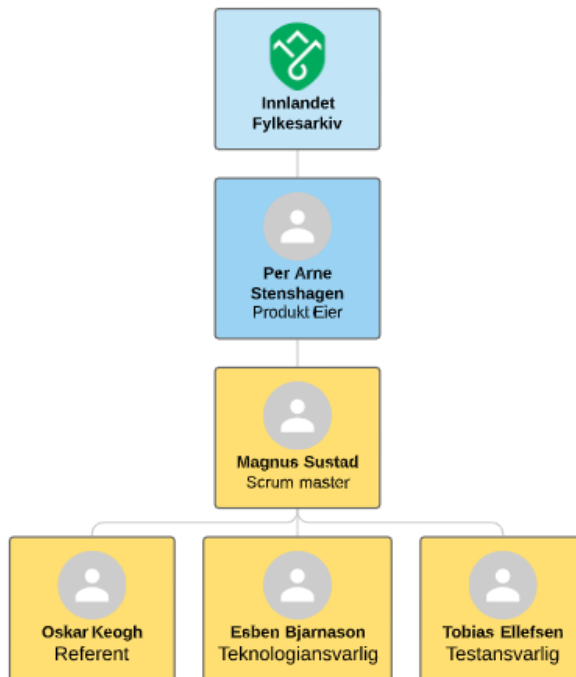 Innlandet
Fylkesarkiv
Per Arne
Stenshagen
Produkt Eier
Magnus Sustad
Scrum master
Oskar Keogh
Referent
Esben Bjarnason
Teknologiansvarlig
Tobias Ellefsen
Testansvarlig